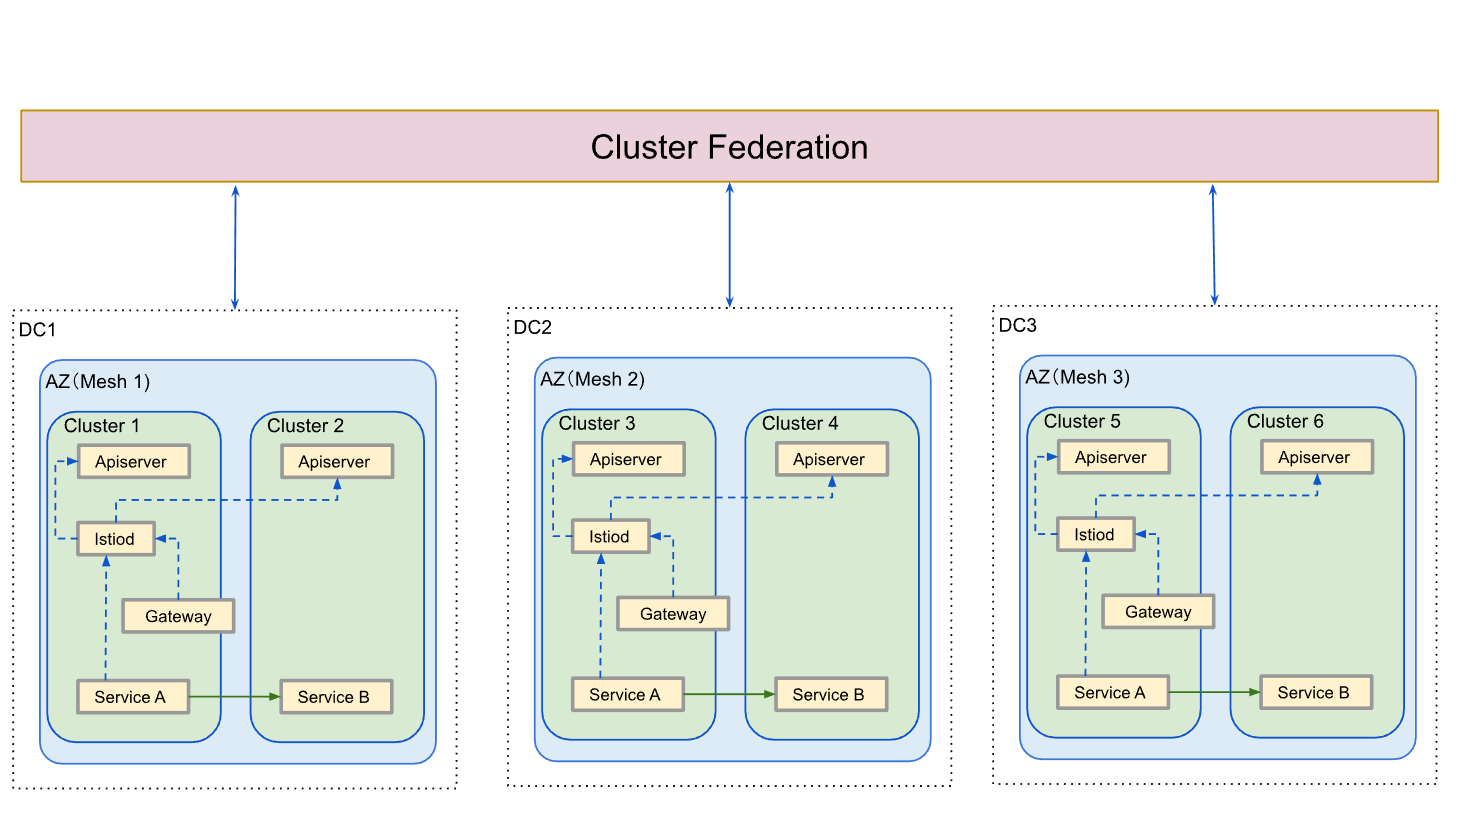 Cluster Federation
DC1
AZ（Mesh 1)
Cluster 1
Cluster 2
Apiserver
Apiserver
Istiod
Gateway
Service A
Service B
DC2
AZ（Mesh 2)
Cluster 3
Cluster 4
Apiserver
Apiserver
Istiod
Gateway
Service A
Service B
DC3
AZ（Mesh 3)
Cluster 5
Cluster 6
Apiserver
Apiserver
Istiod
Gateway
Service A
Service B